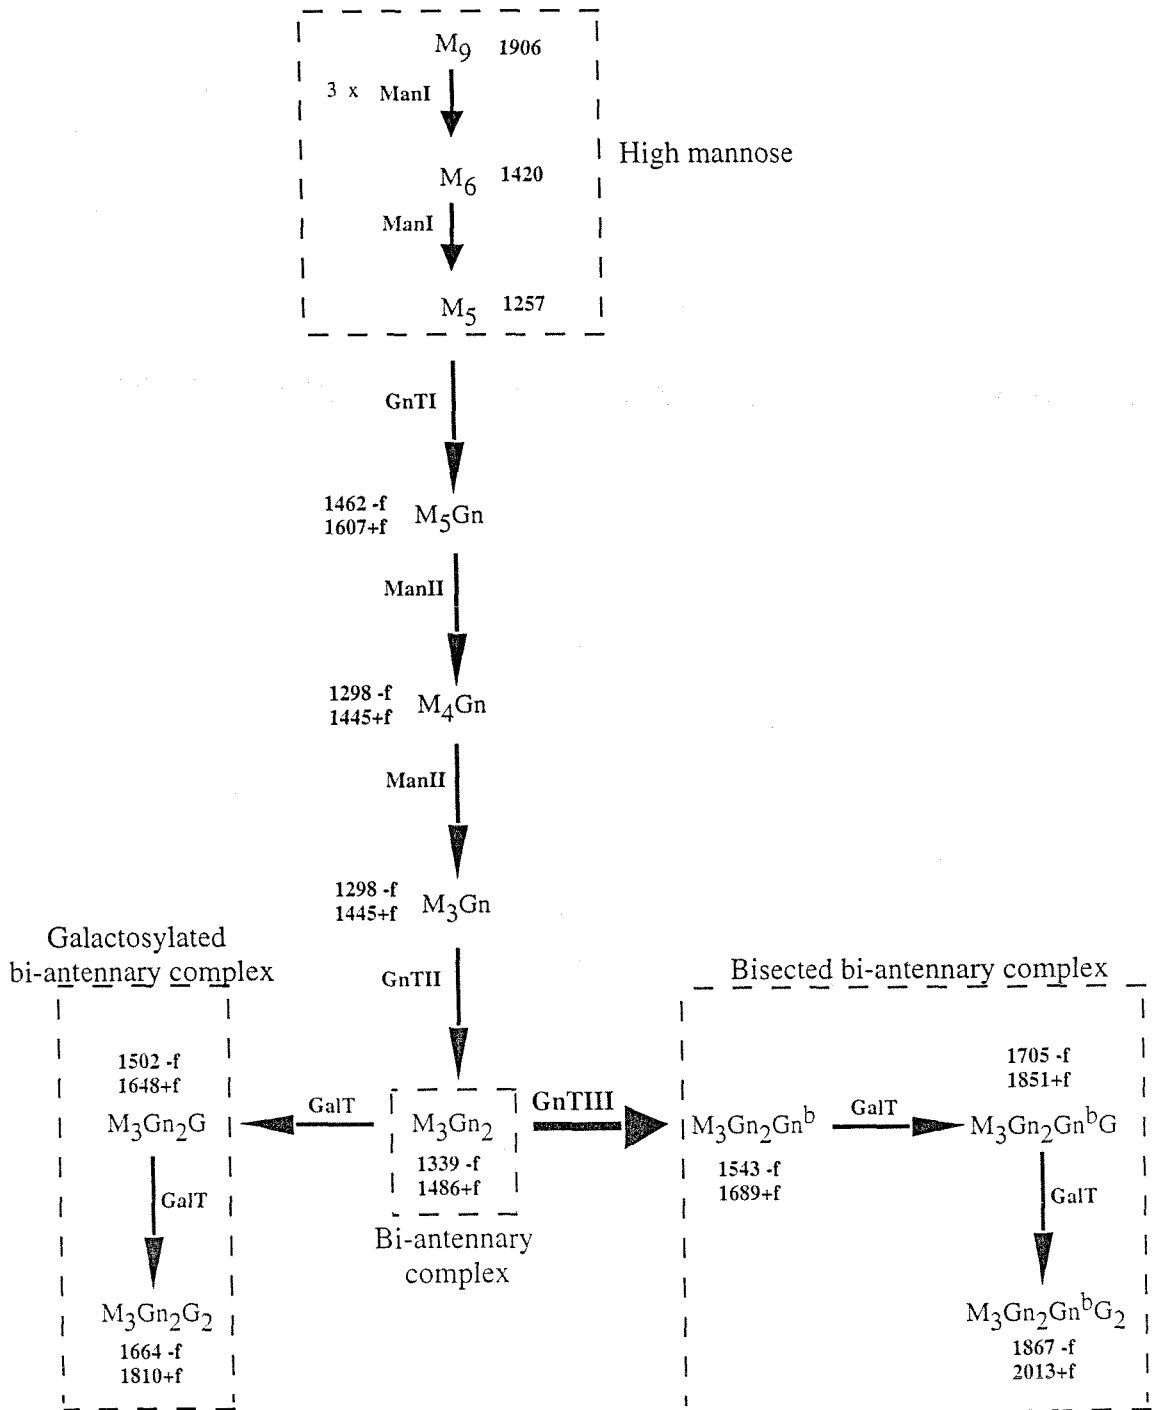 M9 1906
3 x ManI
M6 1420
High mannose
ManI
M5 1257
GnTI
1462 -f
1607+f
M5Gn
ManII
1298 -f
1445+f
M4Gn
ManII
1298 -f
1445+f
M3Gn
GnTII
Galactosylated
bi-antennary complex
1502 -f
1648+f
M3Gn2G
GalT
M3Gn2G2
1664 -f
1810+f
GalT
M3Gn2
1339 -f
1486+f
Bi-antennary
complex
GnTIII
Bisected bi-antennary complex
M3Gn2Gnb
1543 -f
1689+f
GalT
1705 -f
1851+f
M3Gn2GnbG
GalT
M3Gn2GnbG2
1867 -f
2013+f